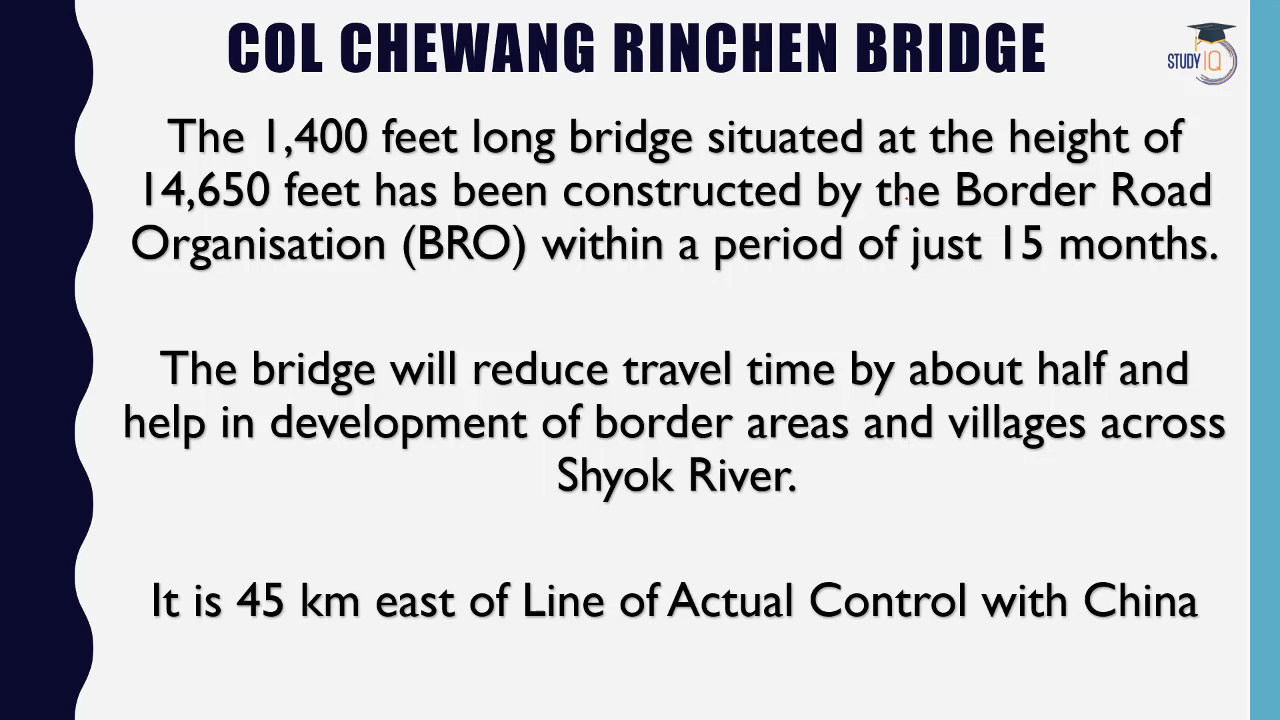 COL CHEWANG RINCHEN BRIDGE
STUDY IQ
The 1,400 feet long bridge situated at the height of
14,650 feet has been constructed by the Border Road
Organisation (BRO) within a period of just 15 months.
The bridge will reduce travel time by about half and
help in development of border areas and villages across
Shyok River.
It is 45 km east of Line of Actual Control with China